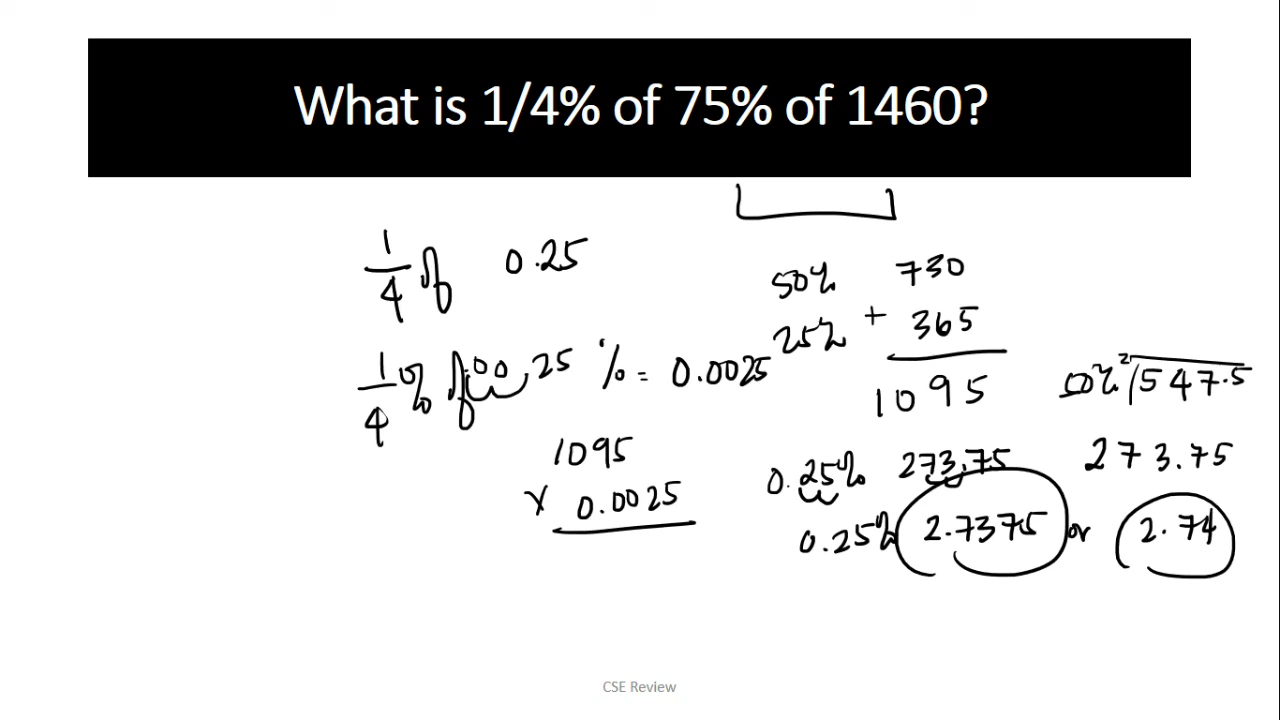 What is 1/4% of 75% of 1460?
1/4 of 0.25
50% 730
25% + 365
1095
1/4% of 00 25 % = 0.0025
50% 2 547.5
273.75
1095
x 0.0025
0.25% 273.75
0.25% 2.7375 or 2.74
CSE Review